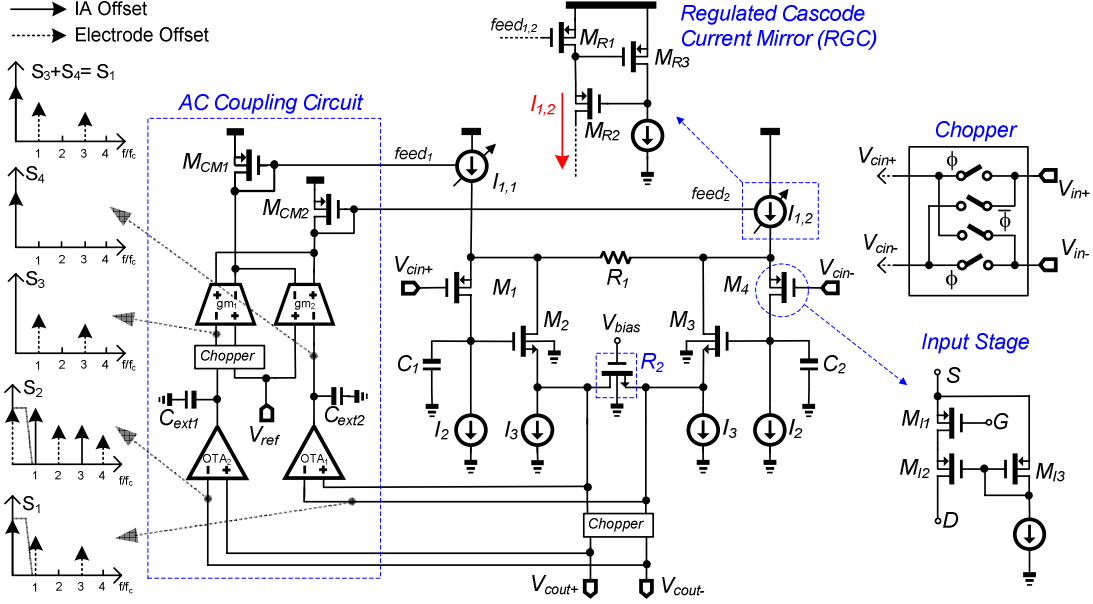 IA Offset
Electrode Offset
S3+S4= S1
1 2 3 4 f/fc
S4
1 2 3 4 f/fc
S3
1 2 3 4 f/fc
S2
1 2 3 4 f/fc
S1
1 2 3 4 f/fc
AC Coupling Circuit
MCM1
MCM2
feed1
feed2
+ - + -
gm1
- +
+ - + -
gm2
- +
Chopper
Cext1
Cext2
Vref
OTA2
- +
OTA1
- +
feed1,2
MR1
MR3
MR2
I1,2
Regulated Cascode
Current Mirror (RGC)
I1,1
I1,2
Vcin+
M1
R1
M4
Vcin-
M2
M3
Vbias
R2
C1
C2
I2
I3
I3
I2
Chopper
Vcout+
Vcout-
Chopper
Vcin+
ϕ
Vin+
ϕ̅
Vcin-
ϕ
Vin-
Input Stage
S
MI1
G
MI2
MI3
D